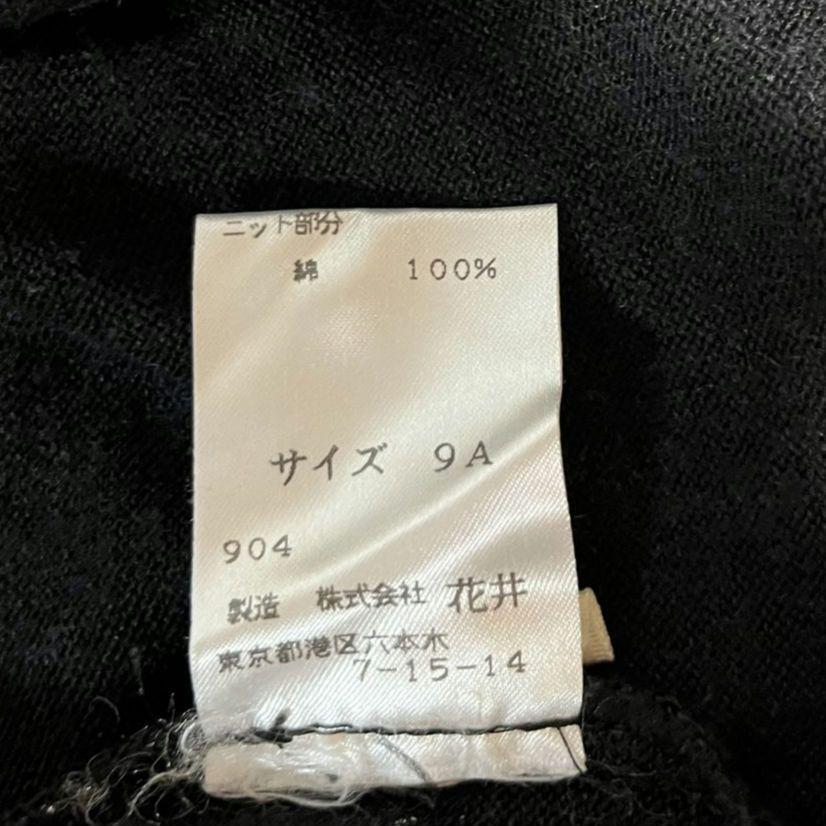 ニット部分
綿 100%
サイズ 9A
904
製造 株式会社 花井
東京都港区六本木
7-15-14